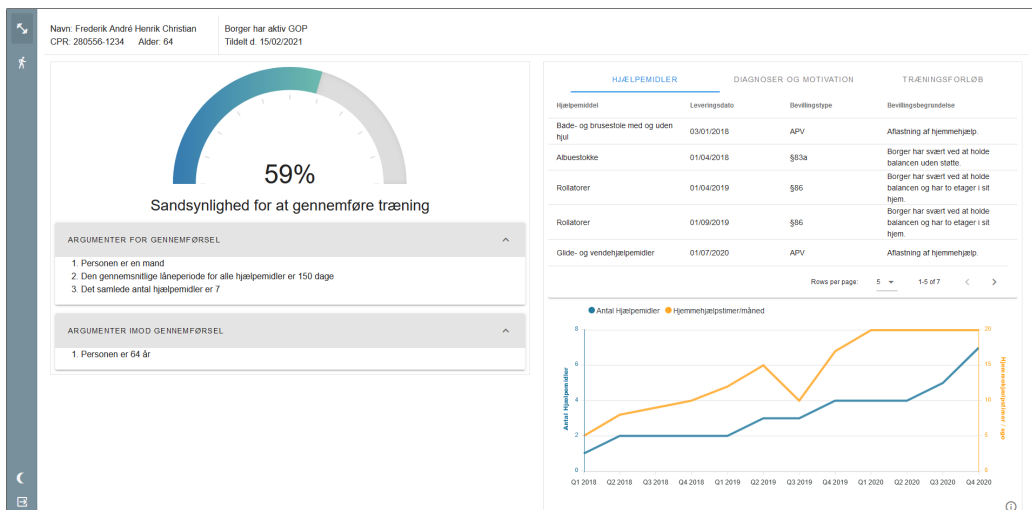 Navn: Frederik André Henrik Christian
CPR: 280556-1234 Alder: 64
Borger har aktiv GOP
Tildelt d. 15/02/2021
59%
Sandsynlighed for at gennemføre træning
ARGUMENTER FOR GENNEMFØRSEL
1. Personen er en mand
2. Den gennemsnitlige låneperiode for alle hjælpemidler er 150 dage
3. Det samlede antal hjælpemidler er 7
ARGUMENTER IMOD GENNEMFØRSEL
1. Personen er 64 år
HJÆLPEMIDLER DIAGNOSER OG MOTIVATION TRÆNINGSFORLØB
Hjælpemiddel Leveringsdato Bevillingstype Bevillingsbegrundelse
Bade- og brusestole med og uden
hjul
03/01/2018 APV Aflastning af hjemmehjælp.
Albuestokke 01/04/2018 §83a
Borger har svært ved at holde
balancen uden støtte.
Rollatorer 01/04/2019 §86
Borger har svært ved at holde
balancen og har to etager i sit
hjem.
Rollatorer 01/09/2019 §86
Borger har svært ved at holde
balancen og har to etager i sit
hjem.
Glide- og vendehjælpemidler 01/07/2020 APV Aflastning af hjemmehjælp.
Rows per page: 5 1-5 of 7
Antal Hjælpemidler Hjemmehjælpstimer/måned
8 20
6 15
4 10
2 5
0 0
Antal Hjælpemidler
Hjemmehjælpstimer / uge
Q1 2018 Q2 2018 Q3 2018 Q4 2018 Q1 2019 Q2 2019 Q3 2019 Q4 2019 Q1 2020 Q2 2020 Q3 2020 Q4 2020